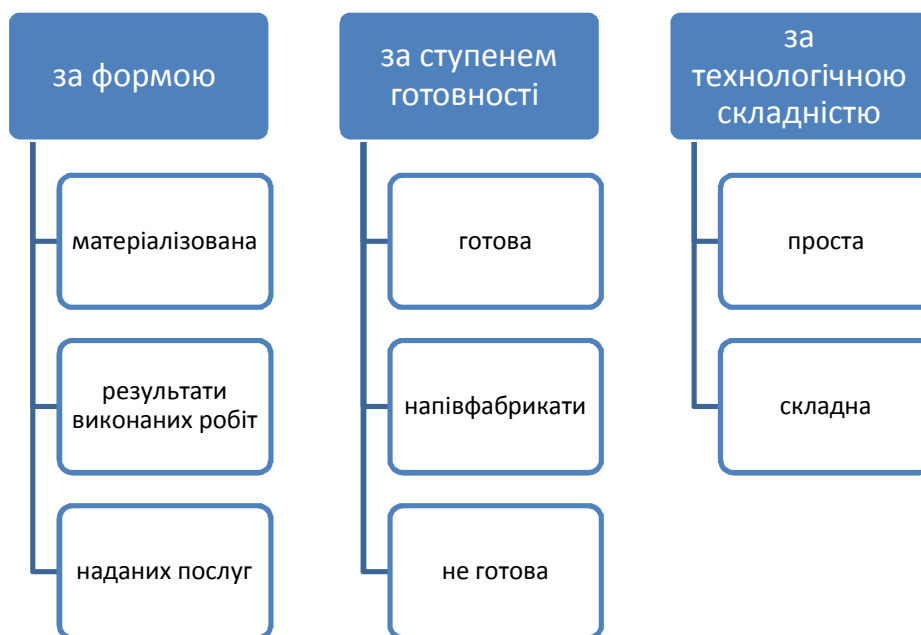 за формою
матеріалізована
результати
виконаних робіт
наданих послуг
за ступенем
готовності
готова
напівфабрикати
не готова
за
технологічною
складністю
проста
складна